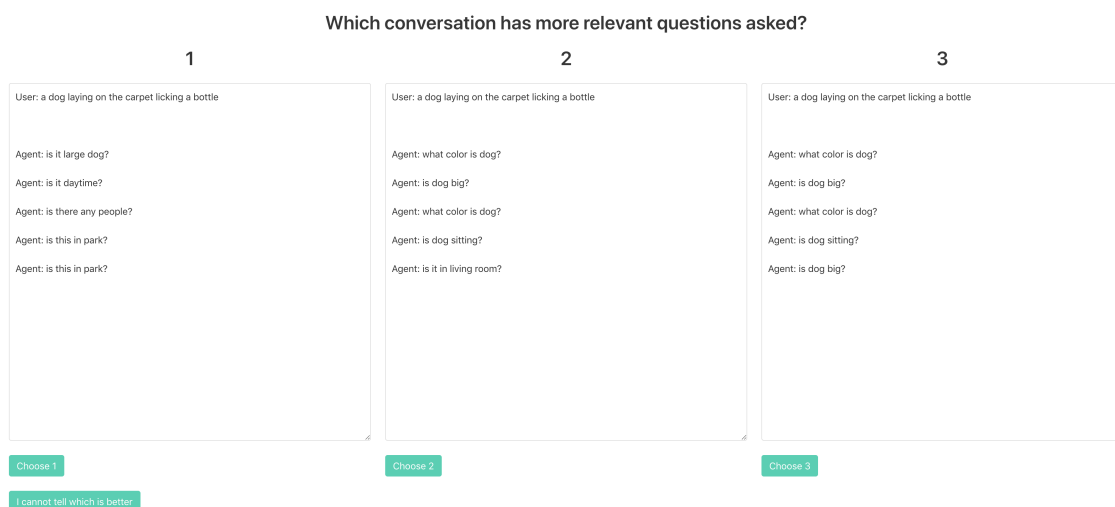 Which conversation has more relevant questions asked?
1
User: a dog laying on the carpet licking a bottle
Agent: is it large dog?
Agent: is it daytime?
Agent: is there any people?
Agent: is this in park?
Agent: is this in park?
Choose 1
2
User: a dog laying on the carpet licking a bottle
Agent: what color is dog?
Agent: is dog big?
Agent: what color is dog?
Agent: is dog sitting?
Agent: is it in living room?
Choose 2
3
User: a dog laying on the carpet licking a bottle
Agent: what color is dog?
Agent: is dog big?
Agent: what color is dog?
Agent: is dog sitting?
Agent: is dog big?
Choose 3
I cannot tell which is better